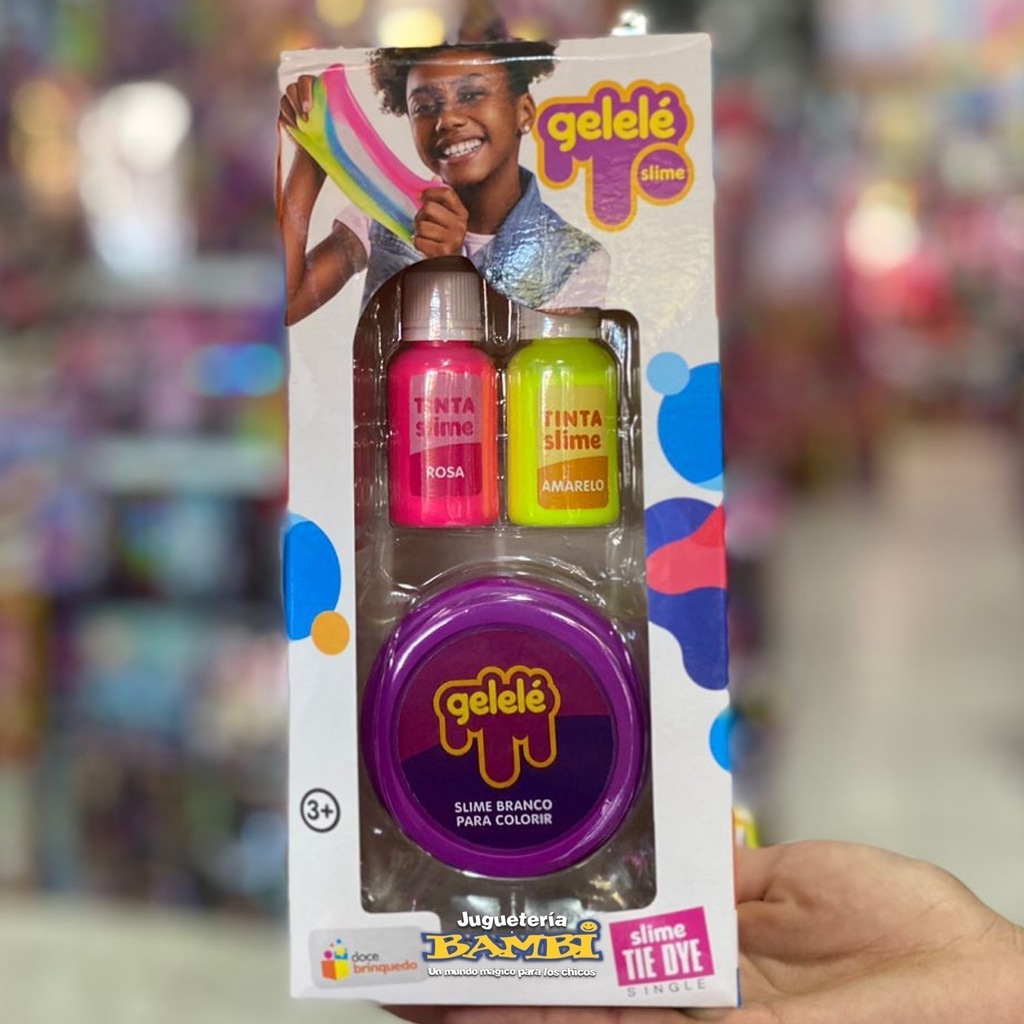 gelelé
slime
TINTA
slime
ROSA
TINTA
slime
AMARELO
gelelé
SLIME BRANCO
PARA COLORIR
3+
doce
brinquedo
Juguetería
BAMBI
Un mundo mágico para los chicos
slime
TIE DYE
SINGLE